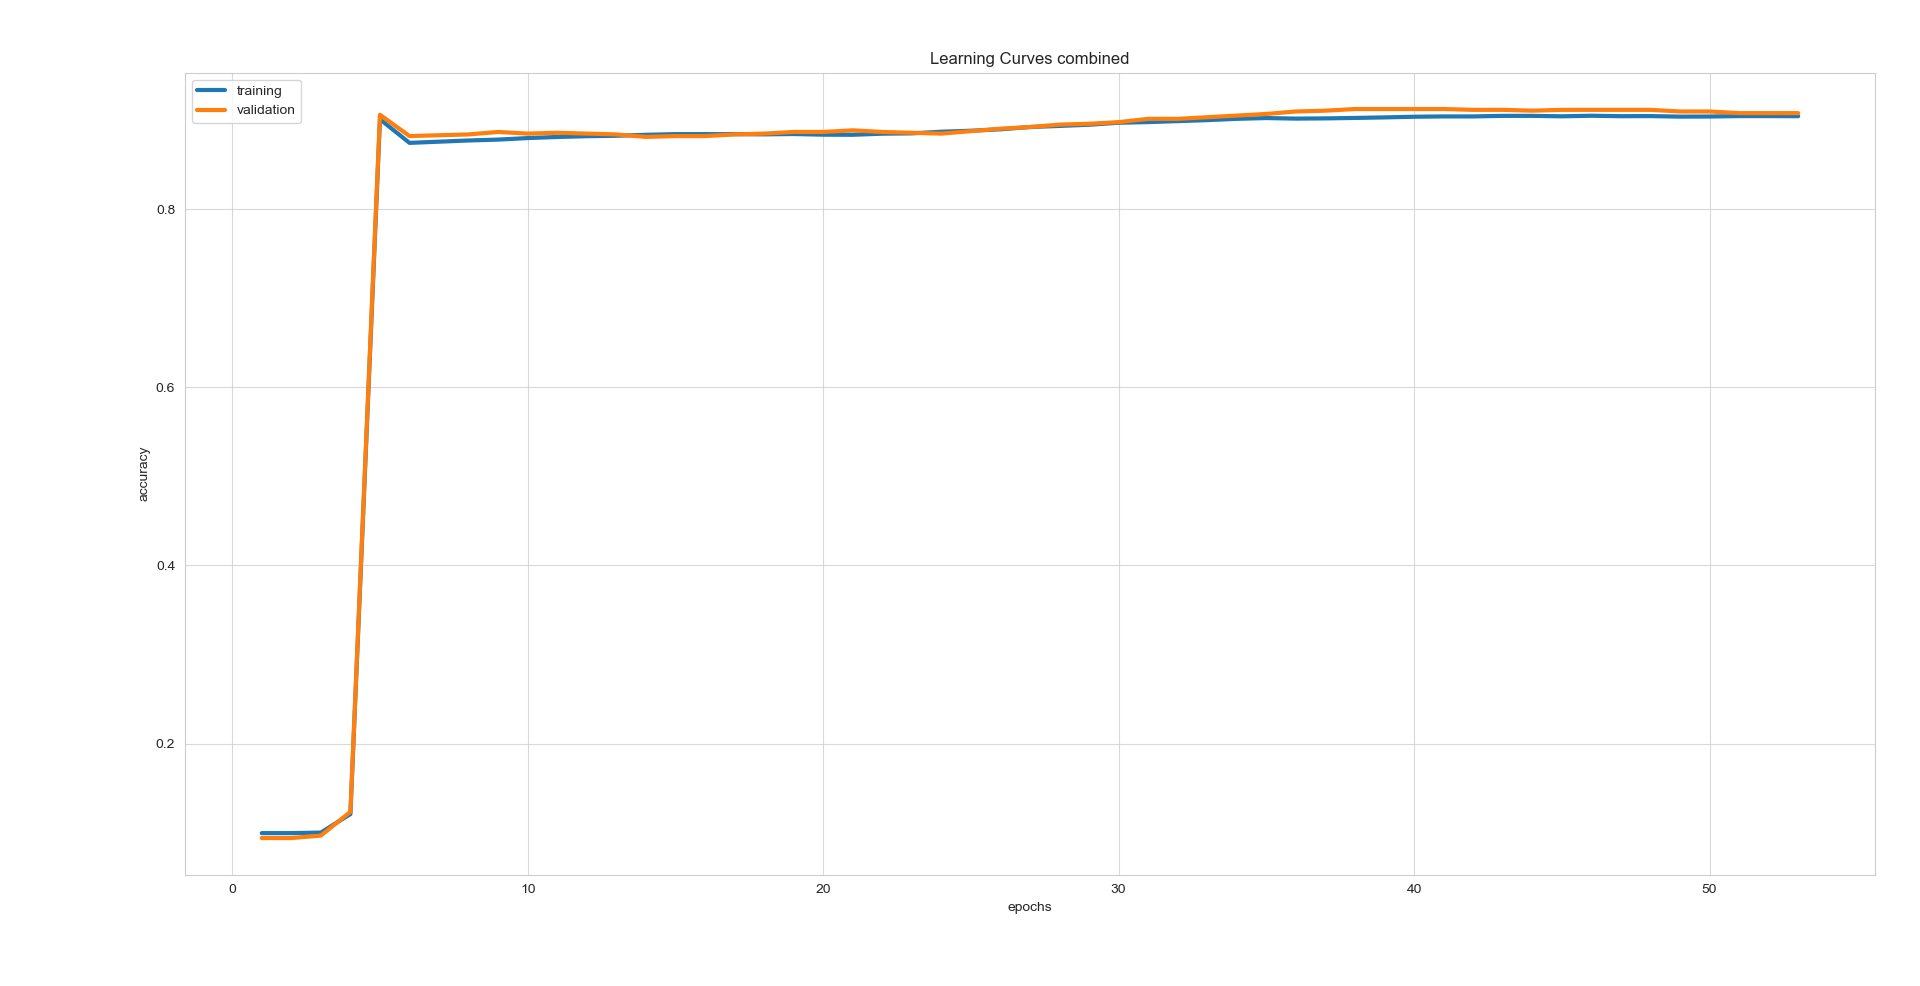 Learning Curves combined
training
validation
0.8
0.6
0.4
0.2
accuracy
0 10 20 30 40 50
epochs